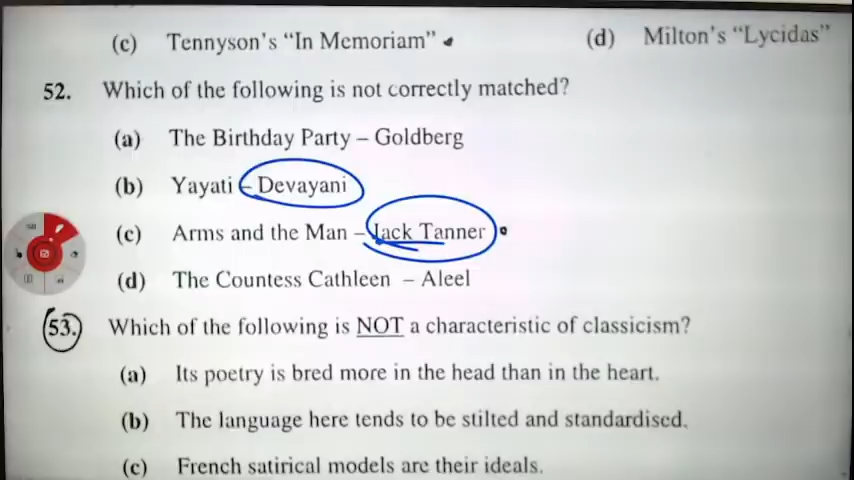 (c) Tennyson's "In Memoriam" (d) Milton's "Lycidas"
52. Which of the following is not correctly matched?
(a) The Birthday Party – Goldberg
(b) Yayati – Devayani
(c) Arms and the Man – Jack Tanner
(d) The Countess Cathleen – Aleel
53. Which of the following is NOT a characteristic of classicism?
(a) Its poetry is bred more in the head than in the heart.
(b) The language here tends to be stilted and standardised.
(c) French satirical models are their ideals.